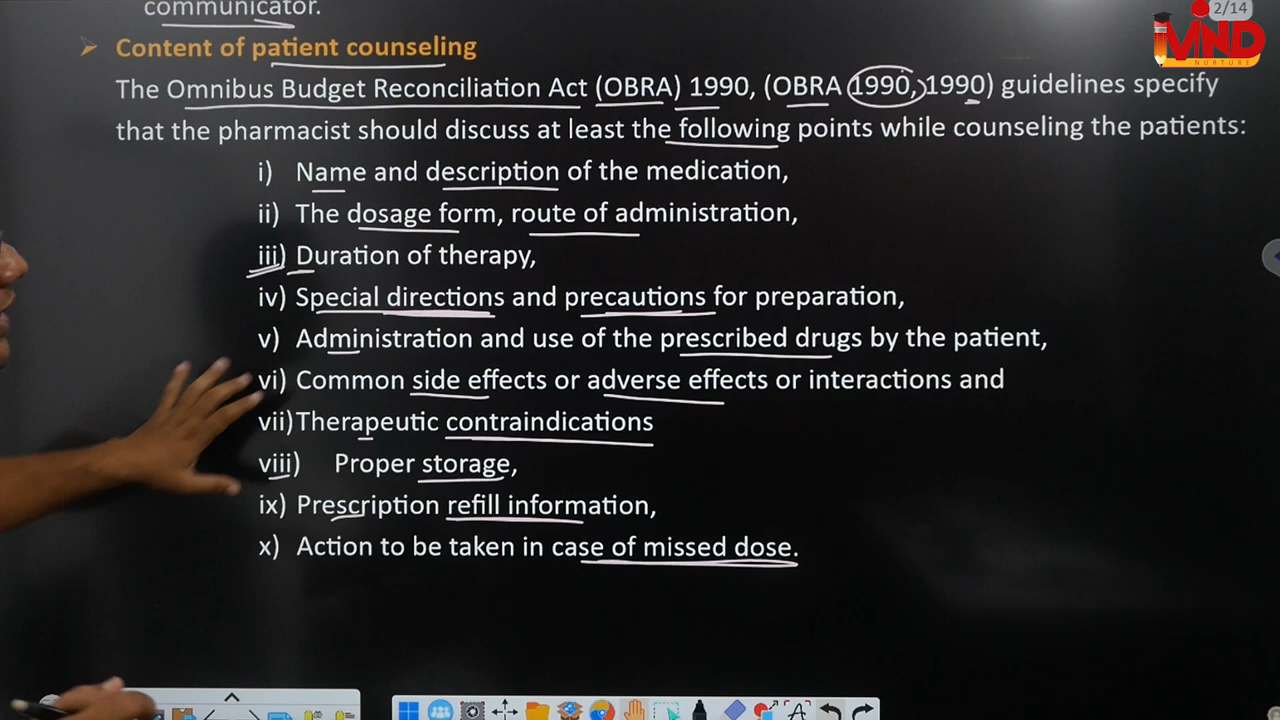 communicator.
2/14
MIND
NURTURE
➤ Content of patient counseling
The Omnibus Budget Reconciliation Act (OBRA) 1990, (OBRA 1990, 1990) guidelines specify
that the pharmacist should discuss at least the following points while counseling the patients:
i) Name and description of the medication,
ii) The dosage form, route of administration,
iii) Duration of therapy,
iv) Special directions and precautions for preparation,
v) Administration and use of the prescribed drugs by the patient,
vi) Common side effects or adverse effects or interactions and
vii)Therapeutic contraindications
viii) Proper storage,
ix) Prescription refill information,
x) Action to be taken in case of missed dose.